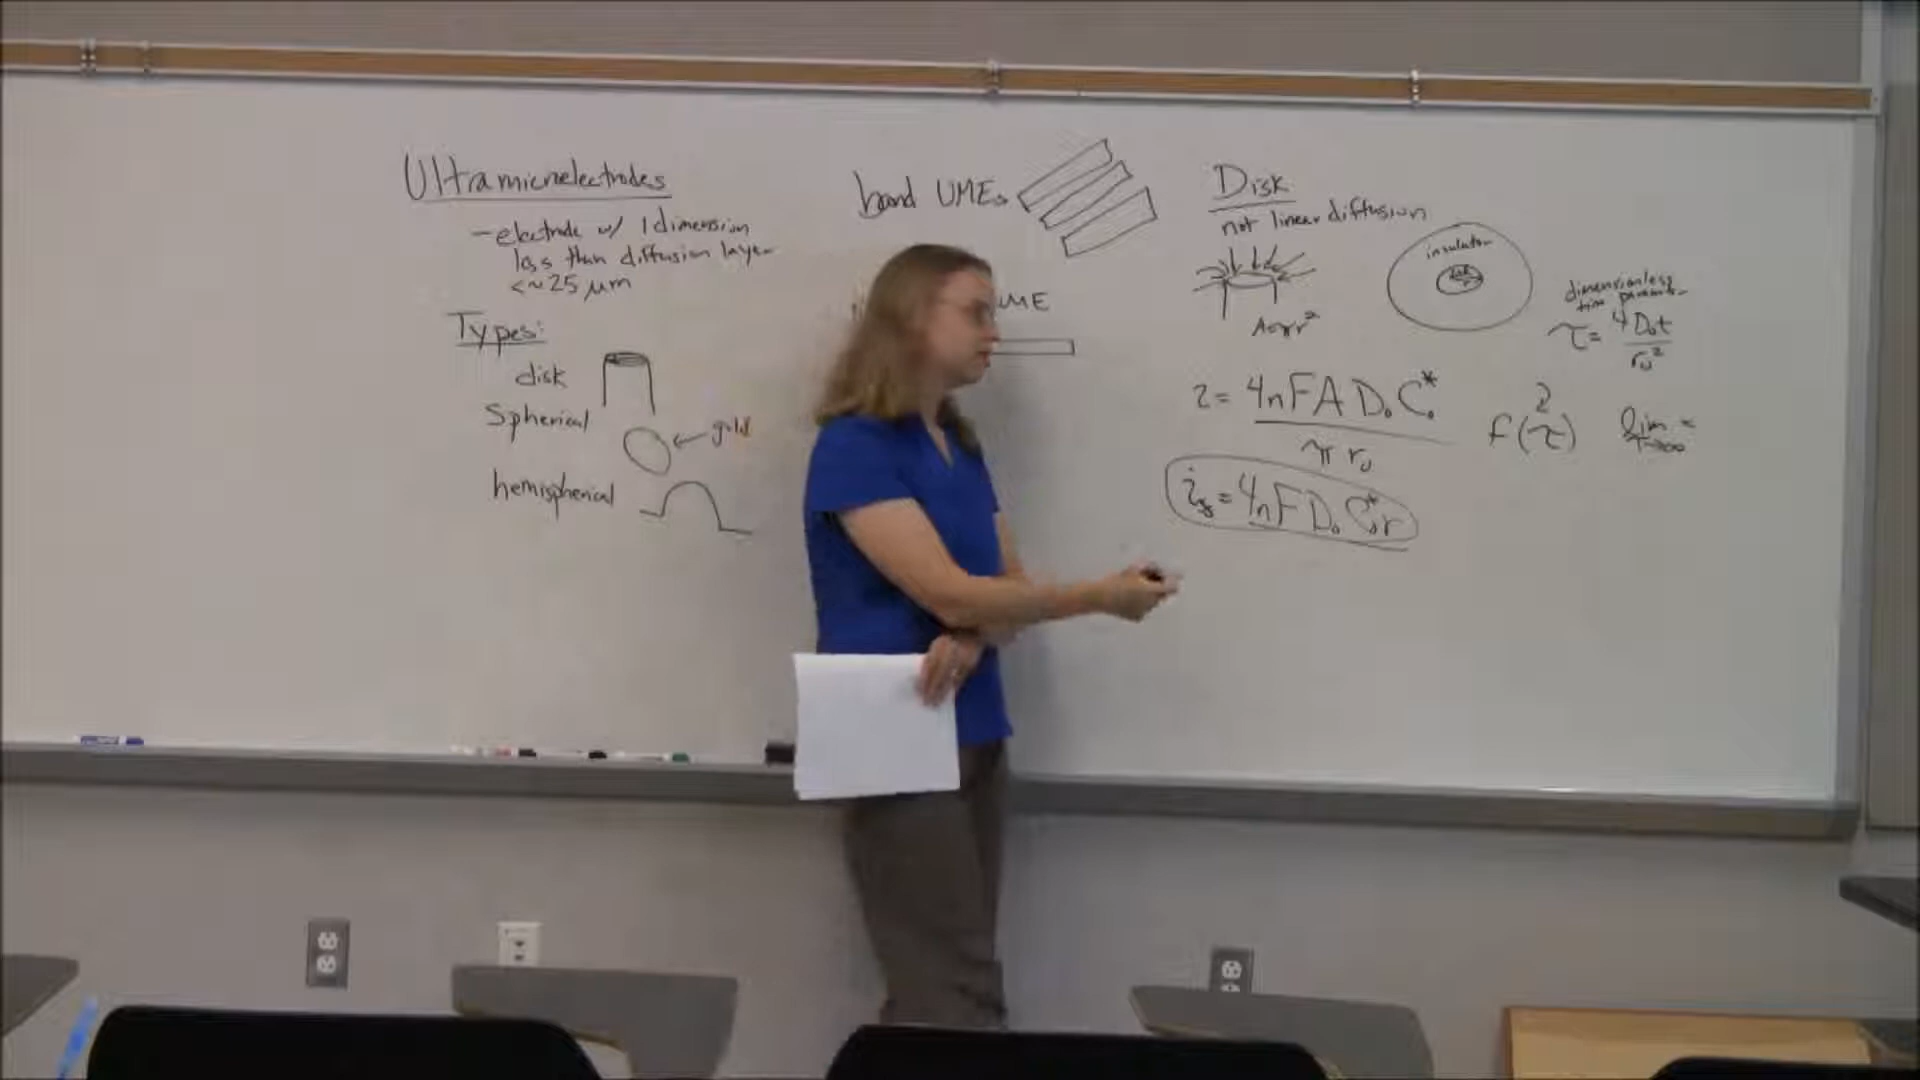 Ultramicroelectrodes
- electrode w/ 1 dimension
less than diffusion layer
< ~ 25 μm
Types:
disk
Spherical
gold
hemispherical
band UMEs
UME
Disk
not linear diffusion
A=πr²
insulator
dimensionless
time parameter
τ = 4D₀t / r₀²
i = 4nFAD₀C₀* / πr₀
f(τ)
lim =
τ→∞
iss = 4nFD₀C₀*r